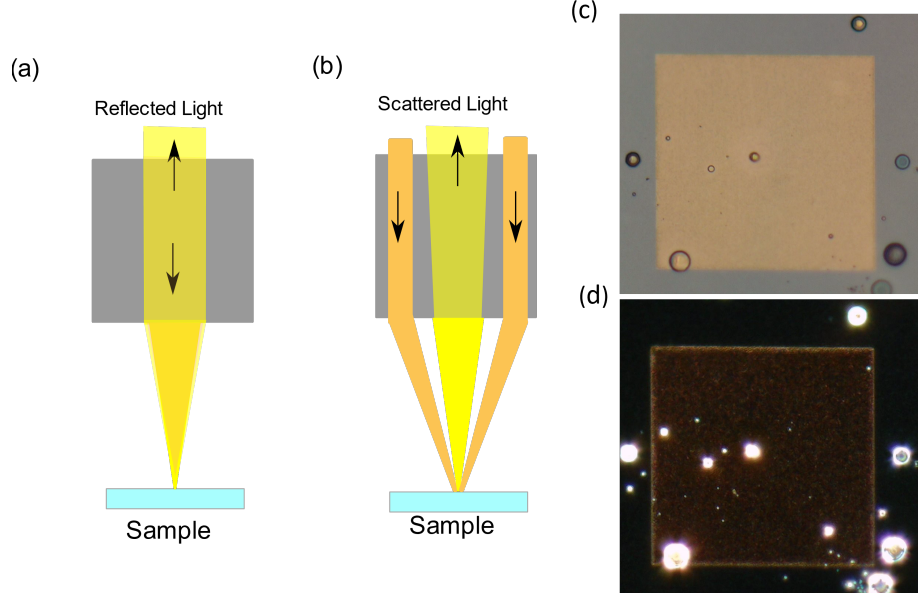 (a)
Reflected Light
Sample
(b)
Scattered Light
Sample
(c)
(d)